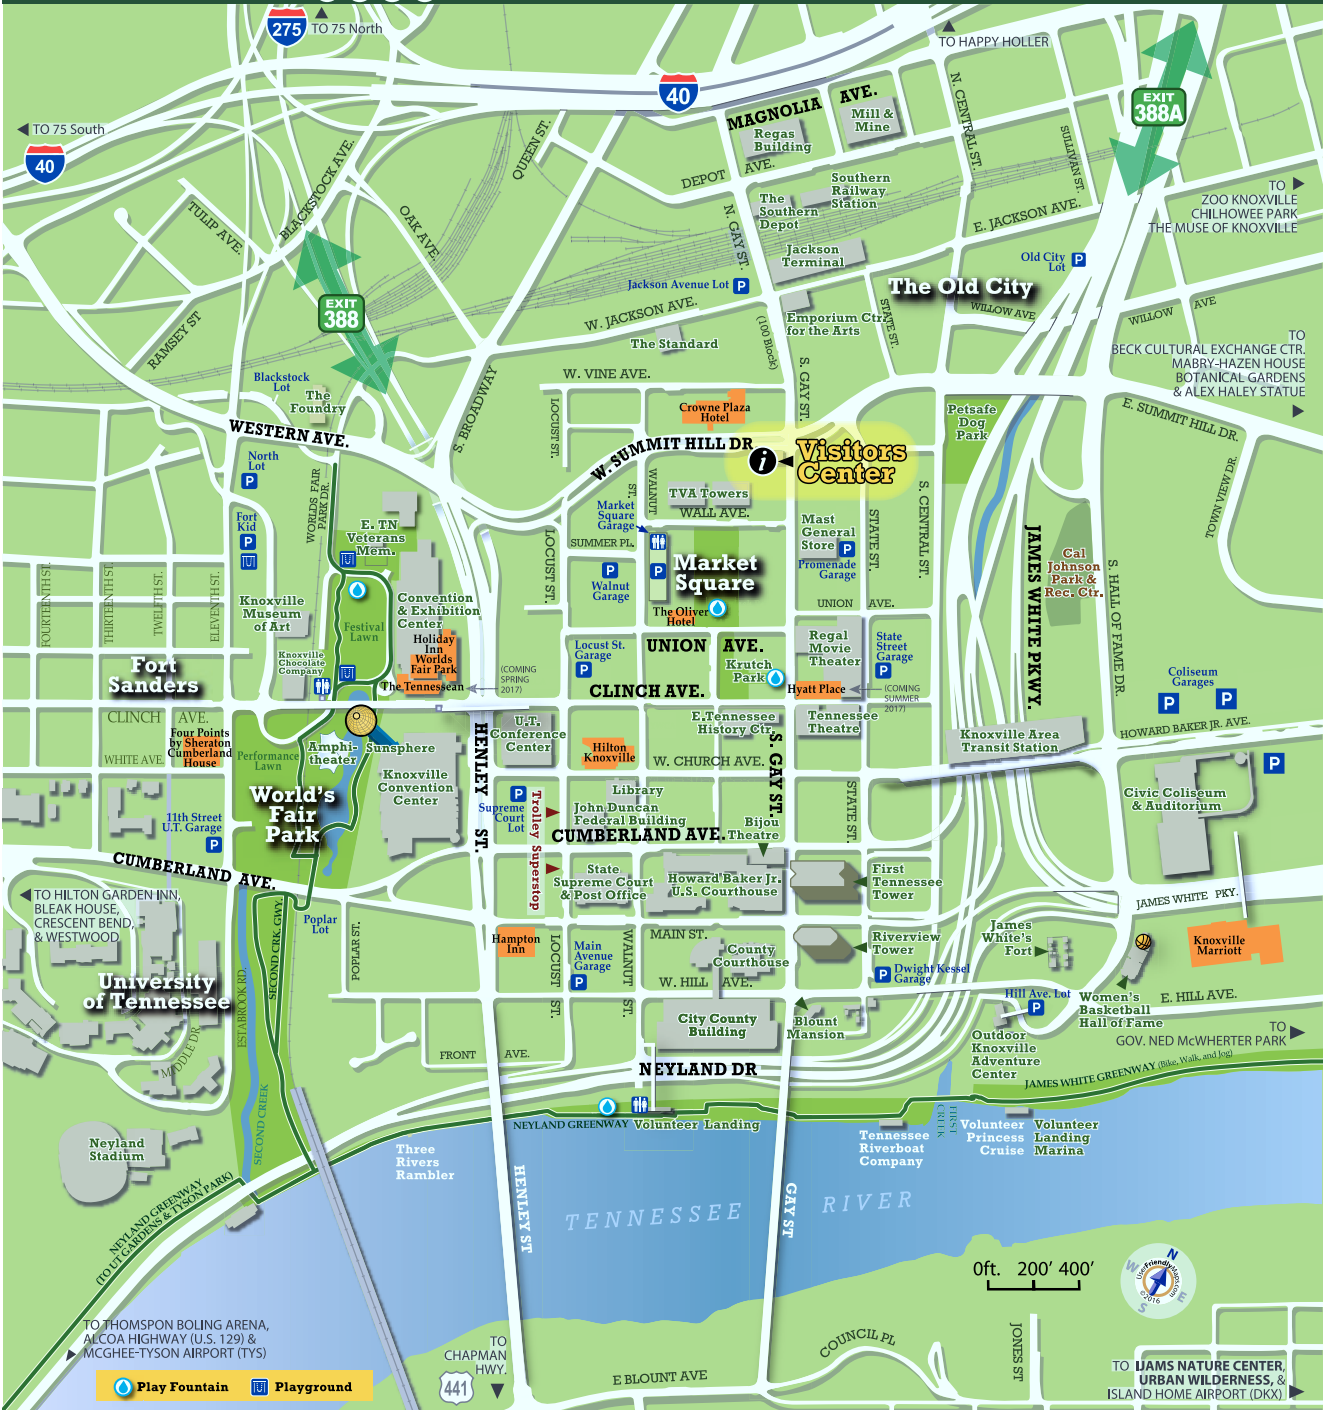 275
TO 75 North
TO HAPPY HOLLER
40
EXIT
388A
MAGNOLIA AVE.
Mill &
Mine
Regas
Building
N. CENTRAL ST.
SULLIVAN ST.
TO 75 South
40
QUEEN ST.
BLACKSTOCK AVE.
DEPOT AVE.
Southern
Railway
Station
The
Southern
Depot
TO
ZOO KNOXVILLE
CHILHOWEE PARK
THE MUSE OF KNOXVILLE
TULIP AVE.
OAK AVE.
N. GAY ST.
E. JACKSON AVE.
Jackson
Terminal
Old City
Lot
P
Jackson Avenue Lot
P
The Old City
EXIT
388
W. JACKSON AVE.
Emporium Ctr.
for the Arts
STATE ST.
WILLOW AVE
WILLOW AVE
RAMSEY ST
The Standard
(100 Block)
TO
BECK CULTURAL EXCHANGE CTR.
MABRY-HAZEN HOUSE
BOTANICAL GARDENS
& ALEX HALEY STATUE
Blackstock
Lot
The
Foundry
W. VINE AVE.
S. GAY ST.
S. BROADWAY
LOCUST ST.
Crowne Plaza
Hotel
Petsafe
Dog
Park
E. SUMMIT HILL DR.
WESTERN AVE.
W. SUMMIT HILL DR
i
Visitors
Center
North
Lot
P
WORLDS FAIR
PARK DR.
WALNUT
ST.
TVA Towers
WALL AVE.
S. CENTRAL ST.
TOWN VIEW DR.
Market
Square
Garage
Fort
Kid
P
E. TN
Veterans
Mem.
Mast
General
Store
P
Promenade
Garage
STATE ST.
JAMES WHITE PKWY.
LOCUST ST.
SUMMER PL.
Market
Square
P
Cal
Johnson
Park &
Rec. Ctr.
S. HALL OF FAME DR.
FOURTEENTH ST.
THIRTEENTH ST.
TWELFTH ST.
ELEVENTH ST.
P
Walnut
Garage
Knoxville
Museum
of Art
Convention
& Exhibition
Center
The Oliver
Hotel
UNION AVE.
Festival
Lawn
Holiday
Inn
Worlds
Fair Park
Locust St.
Garage
P
UNION AVE.
Regal
Movie
Theater
State
Street
Garage
P
Knoxville
Chocolate
Company
Fort
Sanders
The Tennessean
(COMING
SPRING
2017)
Krutch
Park
Hyatt Place
(COMING
SUMMER
2017)
Coliseum
Garages
P
P
CLINCH AVE.
CLINCH AVE.
Four Points
by Sheraton
Cumberland
House
WHITE AVE.
Performance
Lawn
Amphi-
theater
Sunsphere
HENLEY ST.
U.T.
Conference
Center
E.Tennessee
History Ctr.
Tennessee
Theatre
S. GAY ST.
Knoxville Area
Transit Station
HOWARD BAKER JR. AVE.
Hilton
Knoxville
W. CHURCH AVE.
P
Knoxville
Convention
Center
World's
Fair
Park
P
Supreme
Court
Lot
Trolley Superstop
Library
John Duncan
Federal Building
STATE ST.
Civic Coliseum
& Auditorium
11th Street
U.T. Garage
P
CUMBERLAND AVE.
Bijou
Theatre
CUMBERLAND AVE.
State
Supreme Court
& Post Office
Howard Baker Jr.
U.S. Courthouse
First
Tennessee
Tower
TO HILTON GARDEN INN,
BLEAK HOUSE,
CRESCENT BEND,
& WESTWOOD
JAMES WHITE PKY.
Poplar
Lot
POPLAR ST.
SECOND CRK. GWY.
Hampton
Inn
LOCUST ST.
Main
Avenue
Garage
P
WALNUT ST.
MAIN ST.
County
Courthouse
Riverview
Tower
P
Dwight Kessel
Garage
James
White's
Fort
Knoxville
Marriott
University
of Tennessee
ESTABROOK RD.
W. HILL AVE.
Hill Ave. Lot
P
Women's
Basketball
Hall of Fame
E. HILL AVE.
City County
Building
Blount
Mansion
Outdoor
Knoxville
Adventure
Center
TO
GOV. NED McWHERTER PARK
MIDDLE DR.
FRONT AVE.
NEYLAND DR
JAMES WHITE GREENWAY (Bike, Walk, and Jog)
SECOND CREEK
FIRST
CREEK
NEYLAND GREENWAY
Volunteer Landing
Neyland
Stadium
Three
Rivers
Rambler
Tennessee
Riverboat
Company
Volunteer
Princess
Cruise
Volunteer
Landing
Marina
NEYLAND GREENWAY
(TO UT GARDENS & TYSON PARK)
HENLEY ST
GAY ST
TENNESSEE RIVER
0ft. 200' 400'
N
W
E
S
UserFriendlyMaps.com
©2016
TO THOMSPON BOLING ARENA,
ALCOA HIGHWAY (U.S. 129) &
MCGHEE-TYSON AIRPORT (TYS)
TO
CHAPMAN
HWY.
441
COUNCIL PL
JONES ST
E BLOUNT AVE
TO IJAMS NATURE CENTER,
URBAN WILDERNESS, &
ISLAND HOME AIRPORT (DKX)
Play Fountain
Playground